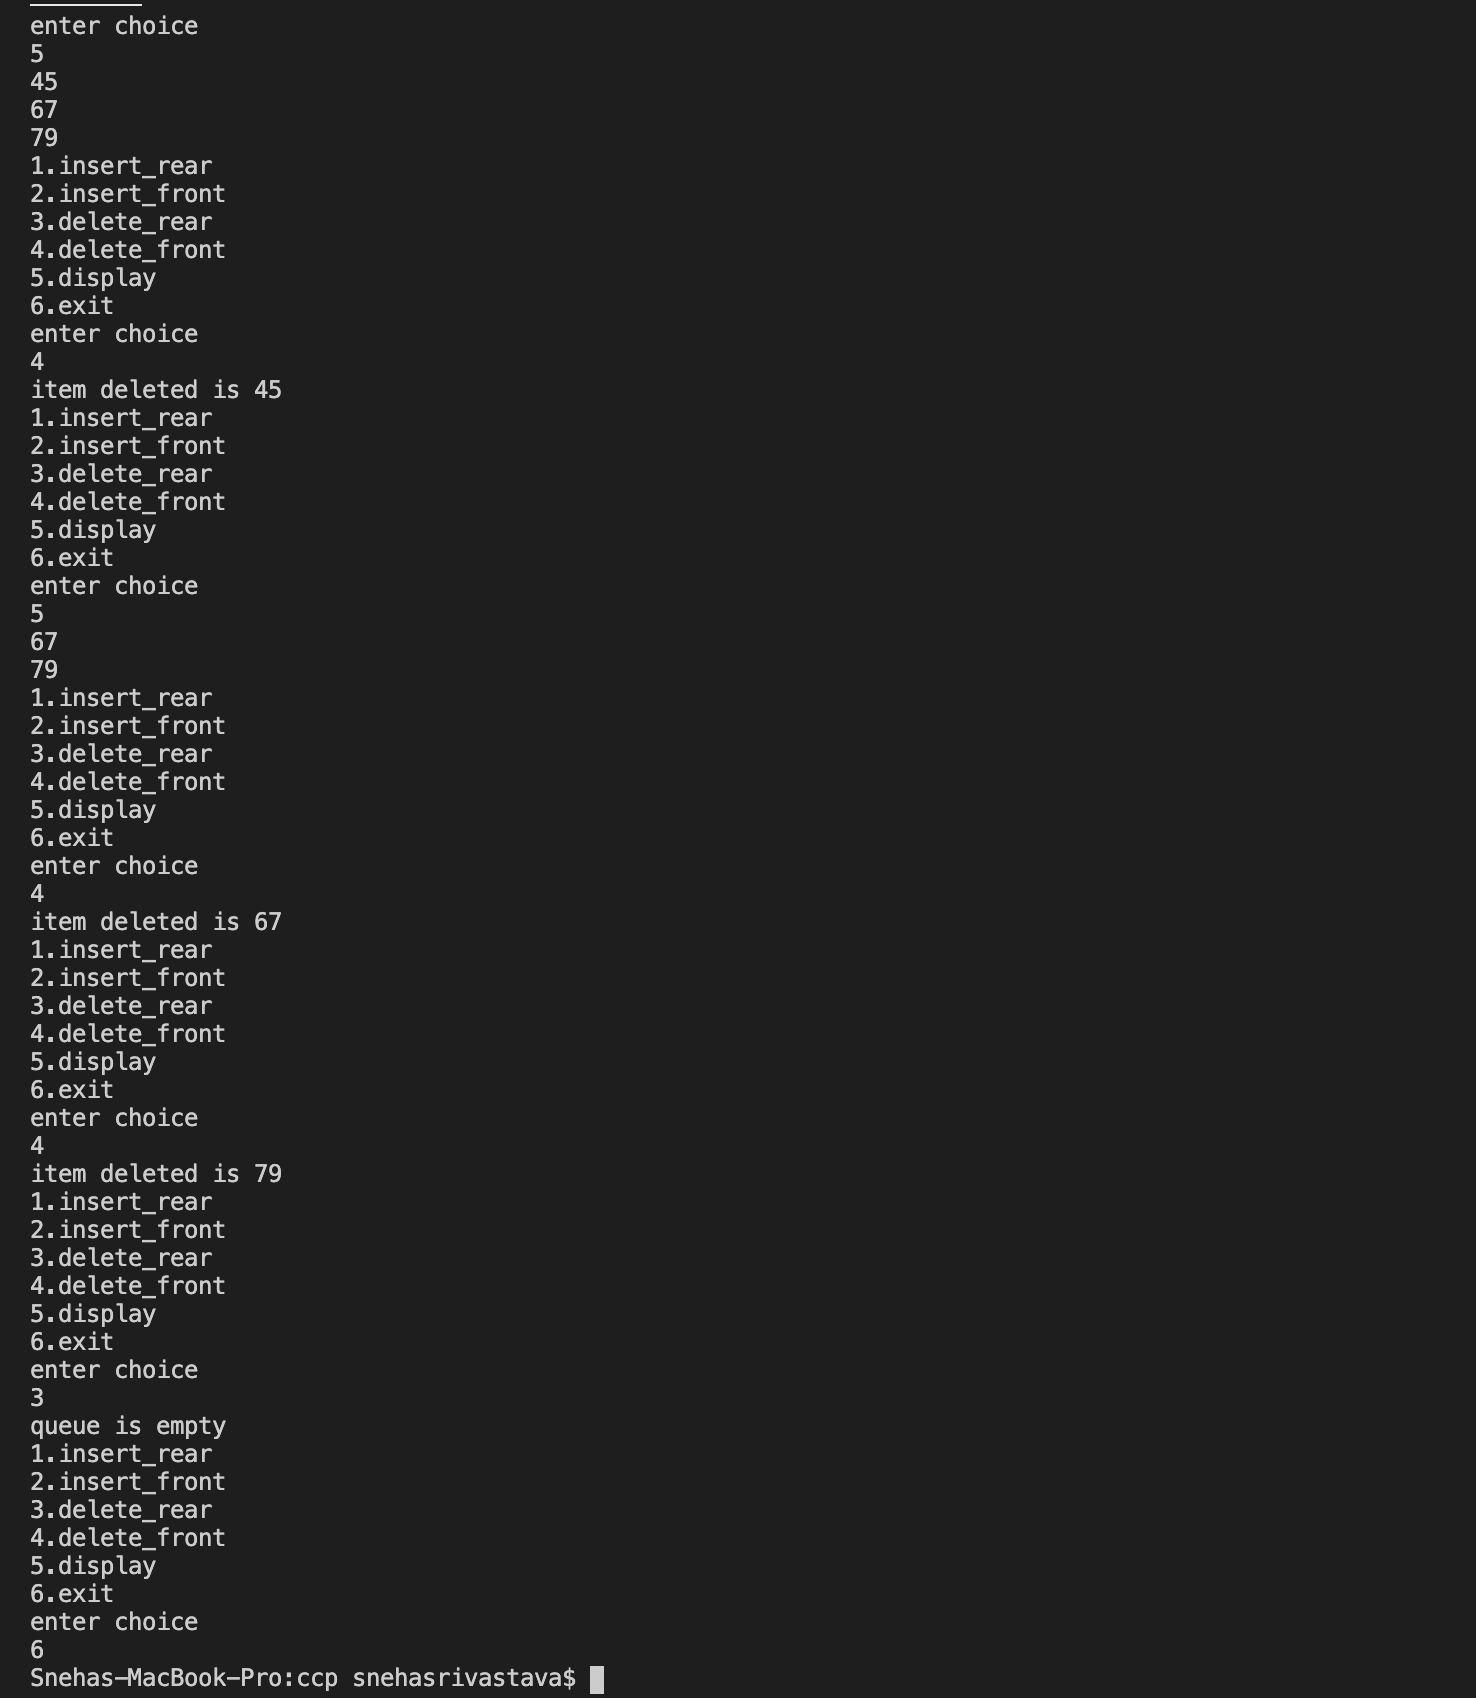 enter choice
5
45
67
79
1.insert_rear
2.insert_front
3.delete_rear
4.delete_front
5.display
6.exit
enter choice
4
item deleted is 45
1.insert_rear
2.insert_front
3.delete_rear
4.delete_front
5.display
6.exit
enter choice
5
67
79
1.insert_rear
2.insert_front
3.delete_rear
4.delete_front
5.display
6.exit
enter choice
4
item deleted is 67
1.insert_rear
2.insert_front
3.delete_rear
4.delete_front
5.display
6.exit
enter choice
4
item deleted is 79
1.insert_rear
2.insert_front
3.delete_rear
4.delete_front
5.display
6.exit
enter choice
3
queue is empty
1.insert_rear
2.insert_front
3.delete_rear
4.delete_front
5.display
6.exit
enter choice
6
Snehas-MacBook-Pro:ccp snehasrivastava$